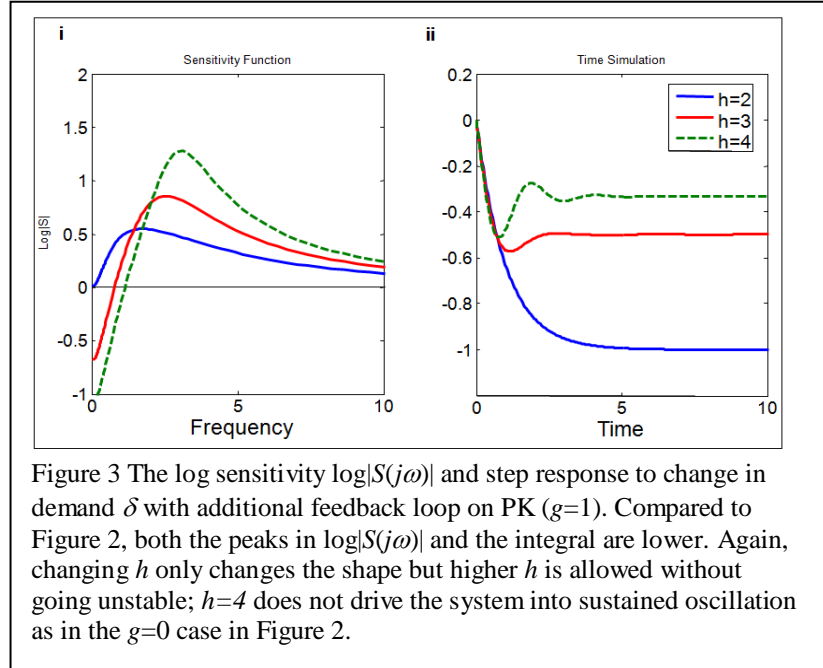 i
ii
Sensitivity Function
Time Simulation
2
1.5
1
0.5
0
-0.5
-1
Log|S|
0
5
10
Frequency
0.2
0
-0.2
-0.4
-0.6
-0.8
-1
h=2
h=3
h=4
0
5
10
Time
Figure 3 The log sensitivity log|S(jω)| and step response to change in
demand δ with additional feedback loop on PK (g=1). Compared to
Figure 2, both the peaks in log|S(jω)| and the integral are lower. Again,
changing h only changes the shape but higher h is allowed without
going unstable; h=4 does not drive the system into sustained oscillation
as in the g=0 case in Figure 2.